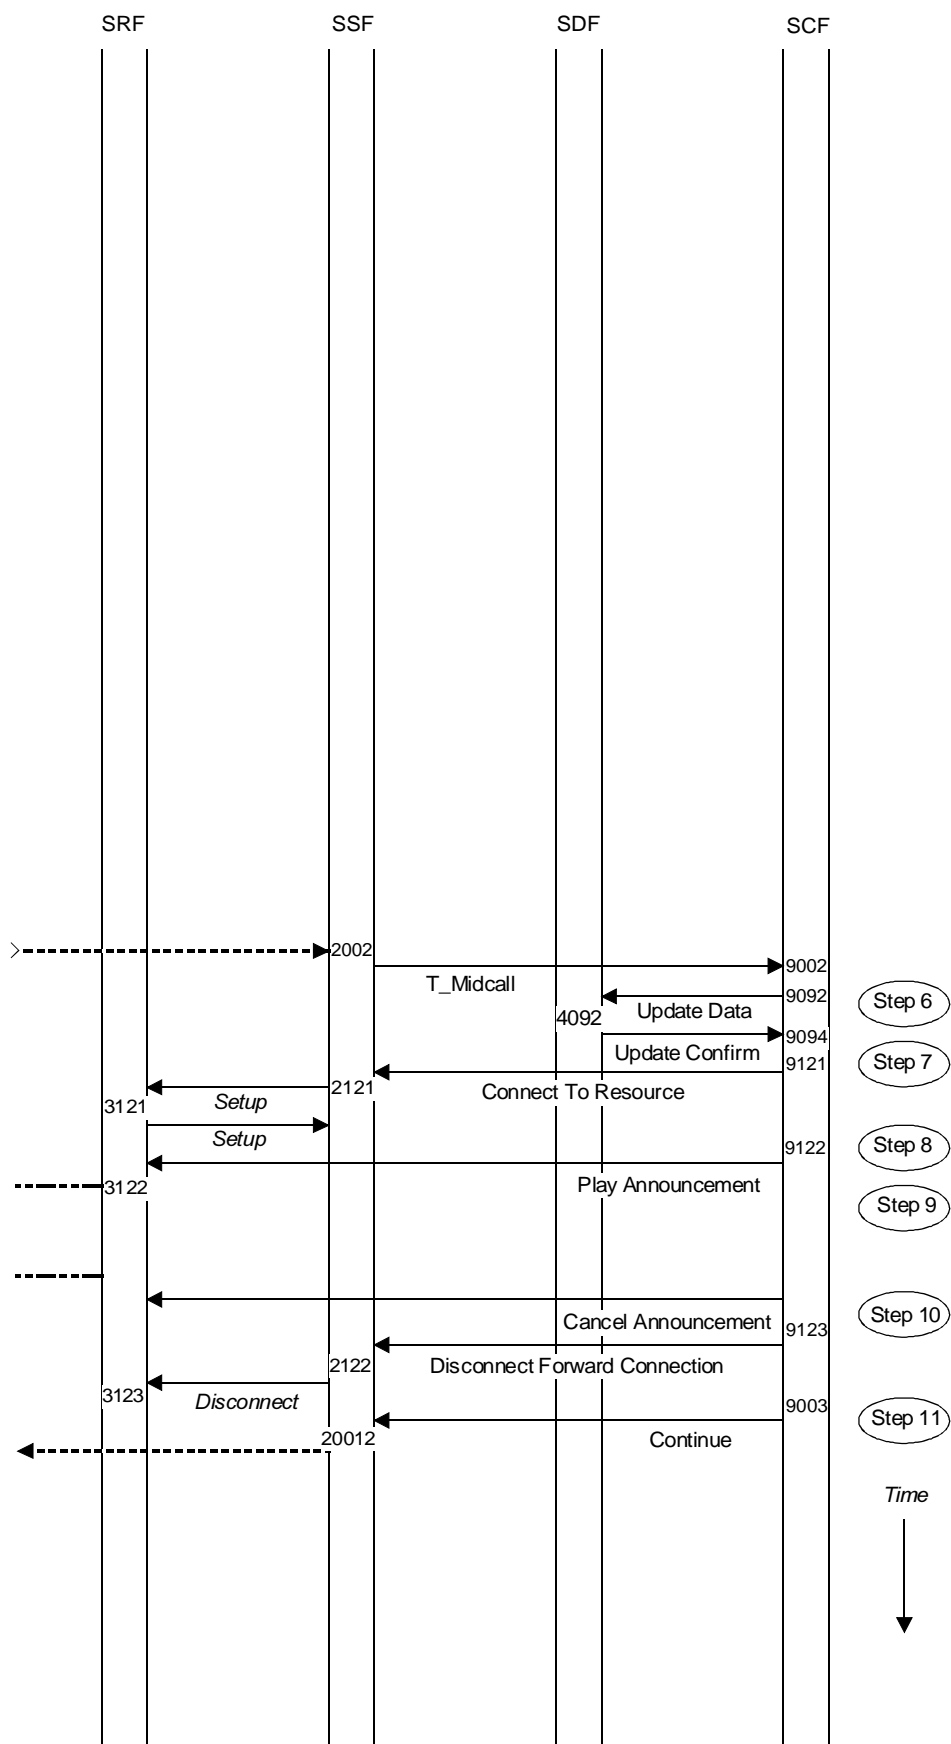 SRF SSF SDF SCF
2002
T_Midcall 9002
9092 Step 6
4092 Update Data
9094
Update Confirm 9121 Step 7
2121 Connect To Resource
3121 Setup
Setup 9122 Step 8
3122 Play Announcement
Step 9
Cancel Announcement Step 10
9123
2122 Disconnect Forward Connection
3123 Disconnect
9003 Step 11
20012 Continue
Time